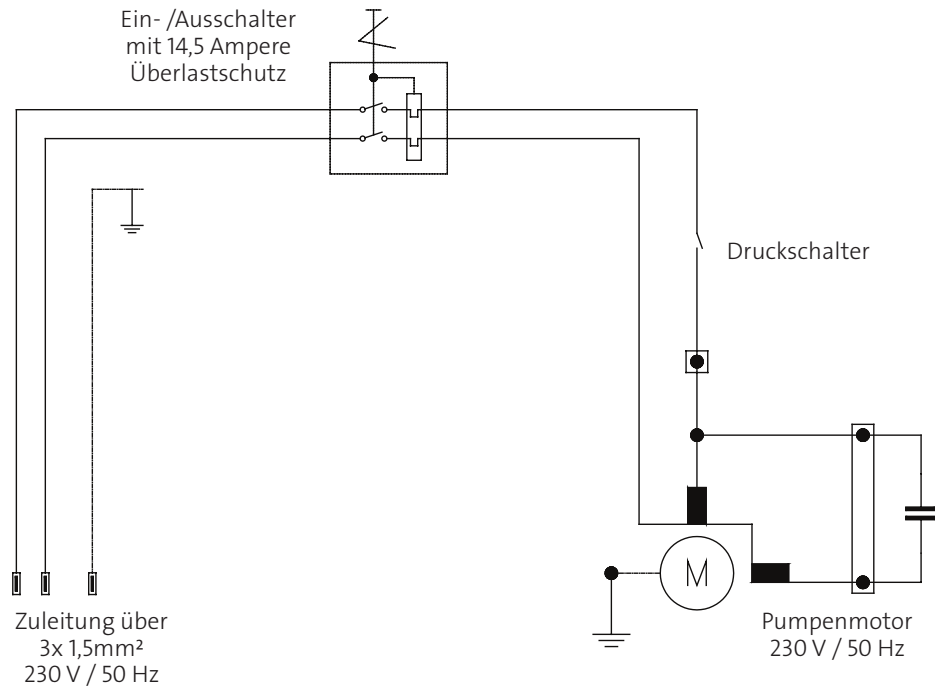 Ein- /Ausschalter
mit 14,5 Ampere
Überlastschutz
Druckschalter
M
Zuleitung über
3x 1,5mm²
230 V / 50 Hz
Pumpenmotor
230 V / 50 Hz